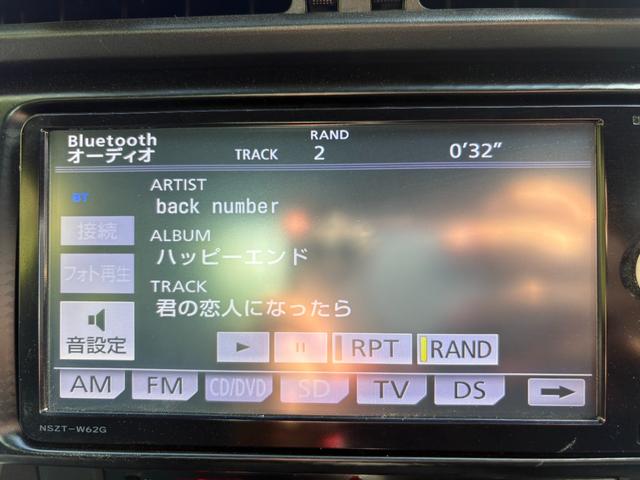 Bluetooth
オーディオ
TRACK
RAND
2
0'32"
BT
ARTIST
back number
接続
ALBUM
ハッピーエンド
フォト再生
TRACK
君の恋人になったら
音設定
RPT
RAND
AM
FM
CD/DVD
SD
TV
DS
NSZT-W62G